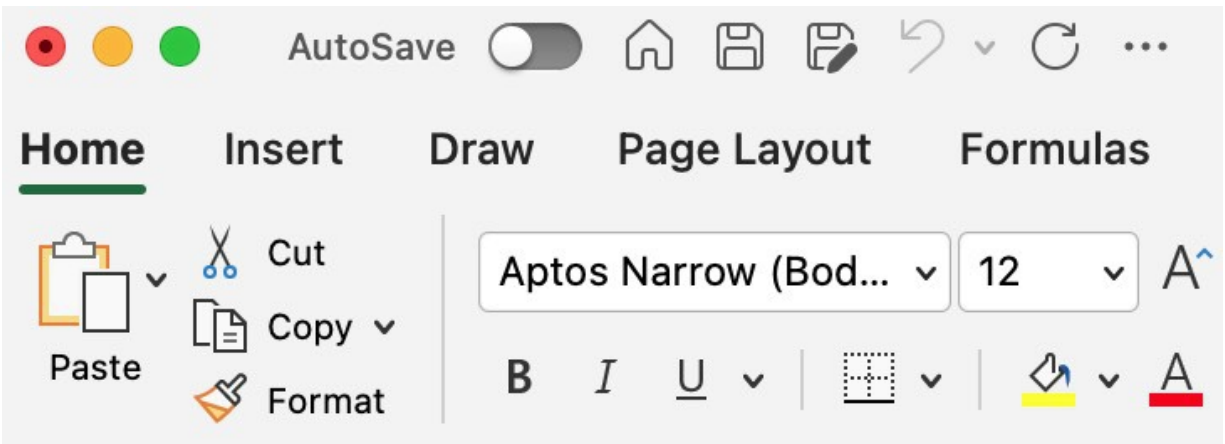 AutoSave
Home Insert Draw Page Layout Formulas
Cut
Aptos Narrow (Bod... 12 A^
Copy
Paste
B I U A
Format